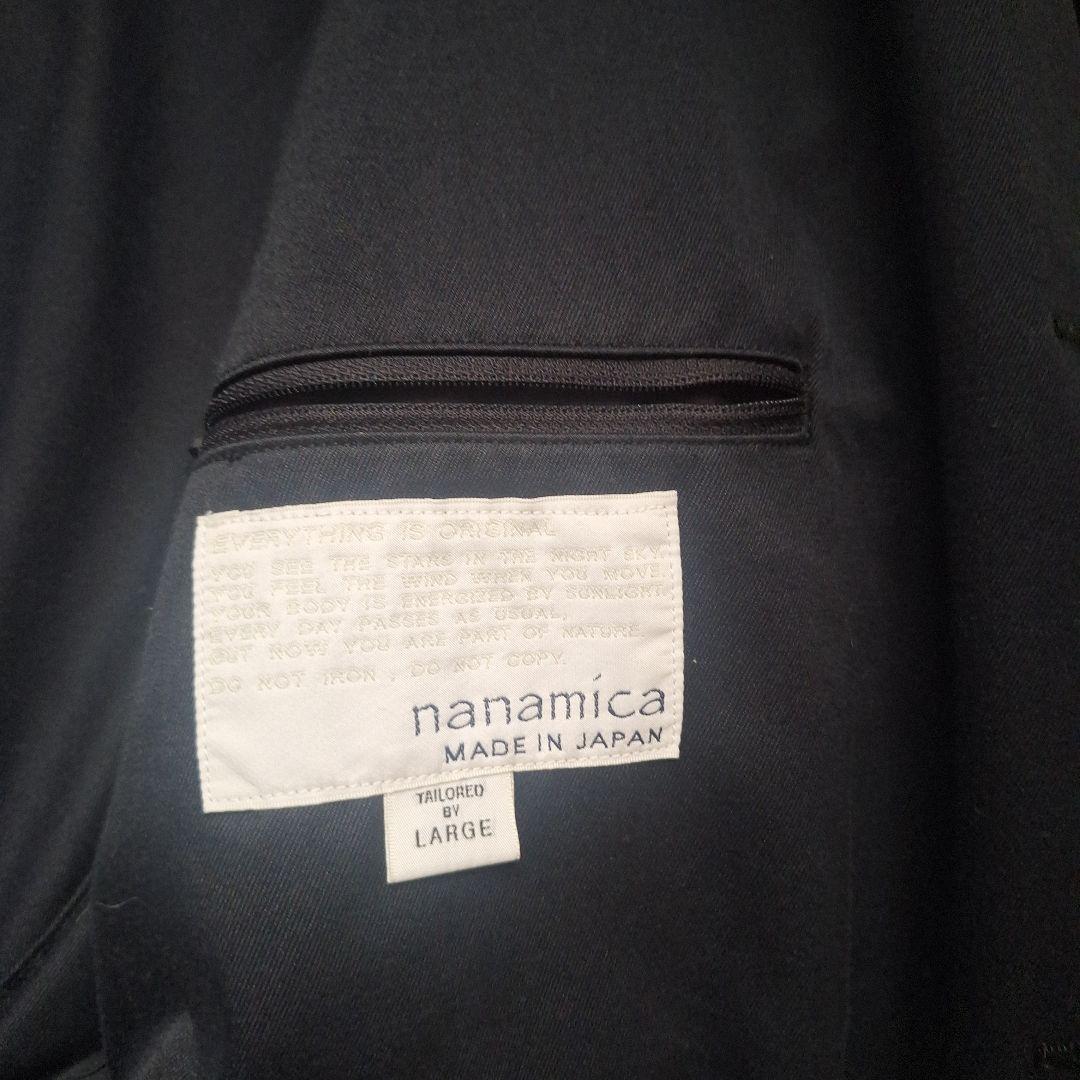 EVERYTHING IS ORIGINAL
YOU SEE THE STARS IN THE NIGHT SKY.
YOU FEEL THE WIND WHEN YOU MOVE.
YOUR BODY IS ENERGIZED BY SUNLIGHT.
EVERY DAY PASSES AS USUAL,
BUT NOW YOU ARE PART OF NATURE.
DO NOT IRON , DO NOT COPY.
nanamica
MADE IN JAPAN
TAILORED
BY
LARGE